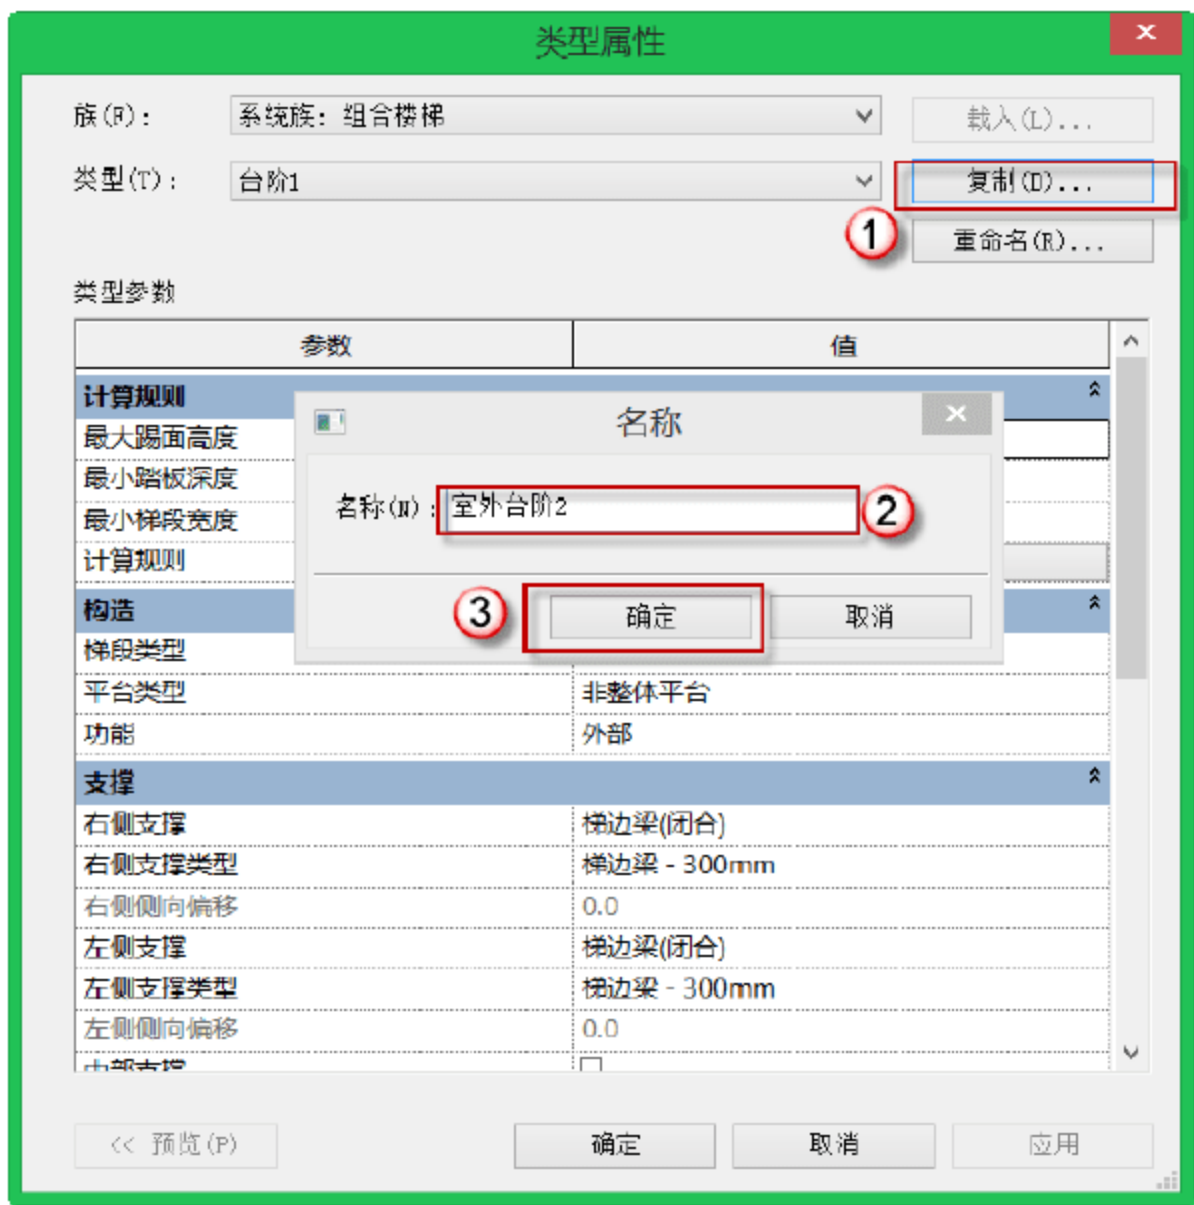 类型属性
族(F): 系统族: 组合楼梯 载入(L)...
类型(T): 台阶1 复制(D)...
① 重命名(R)...
类型参数
参数 值
计算规则
最大踢面高度
最小踏板深度
最小梯段宽度
计算规则
名称
名称(N): 室外台阶2 ②
③ 确定 取消
构造
梯段类型
平台类型 非整体平台
功能 外部
支撑
右侧支撑 梯边梁(闭合)
右侧支撑类型 梯边梁 - 300mm
右侧侧向偏移 0.0
左侧支撑 梯边梁(闭合)
左侧支撑类型 梯边梁 - 300mm
左侧侧向偏移 0.0
中部支撑
<< 预览(P) 确定 取消 应用